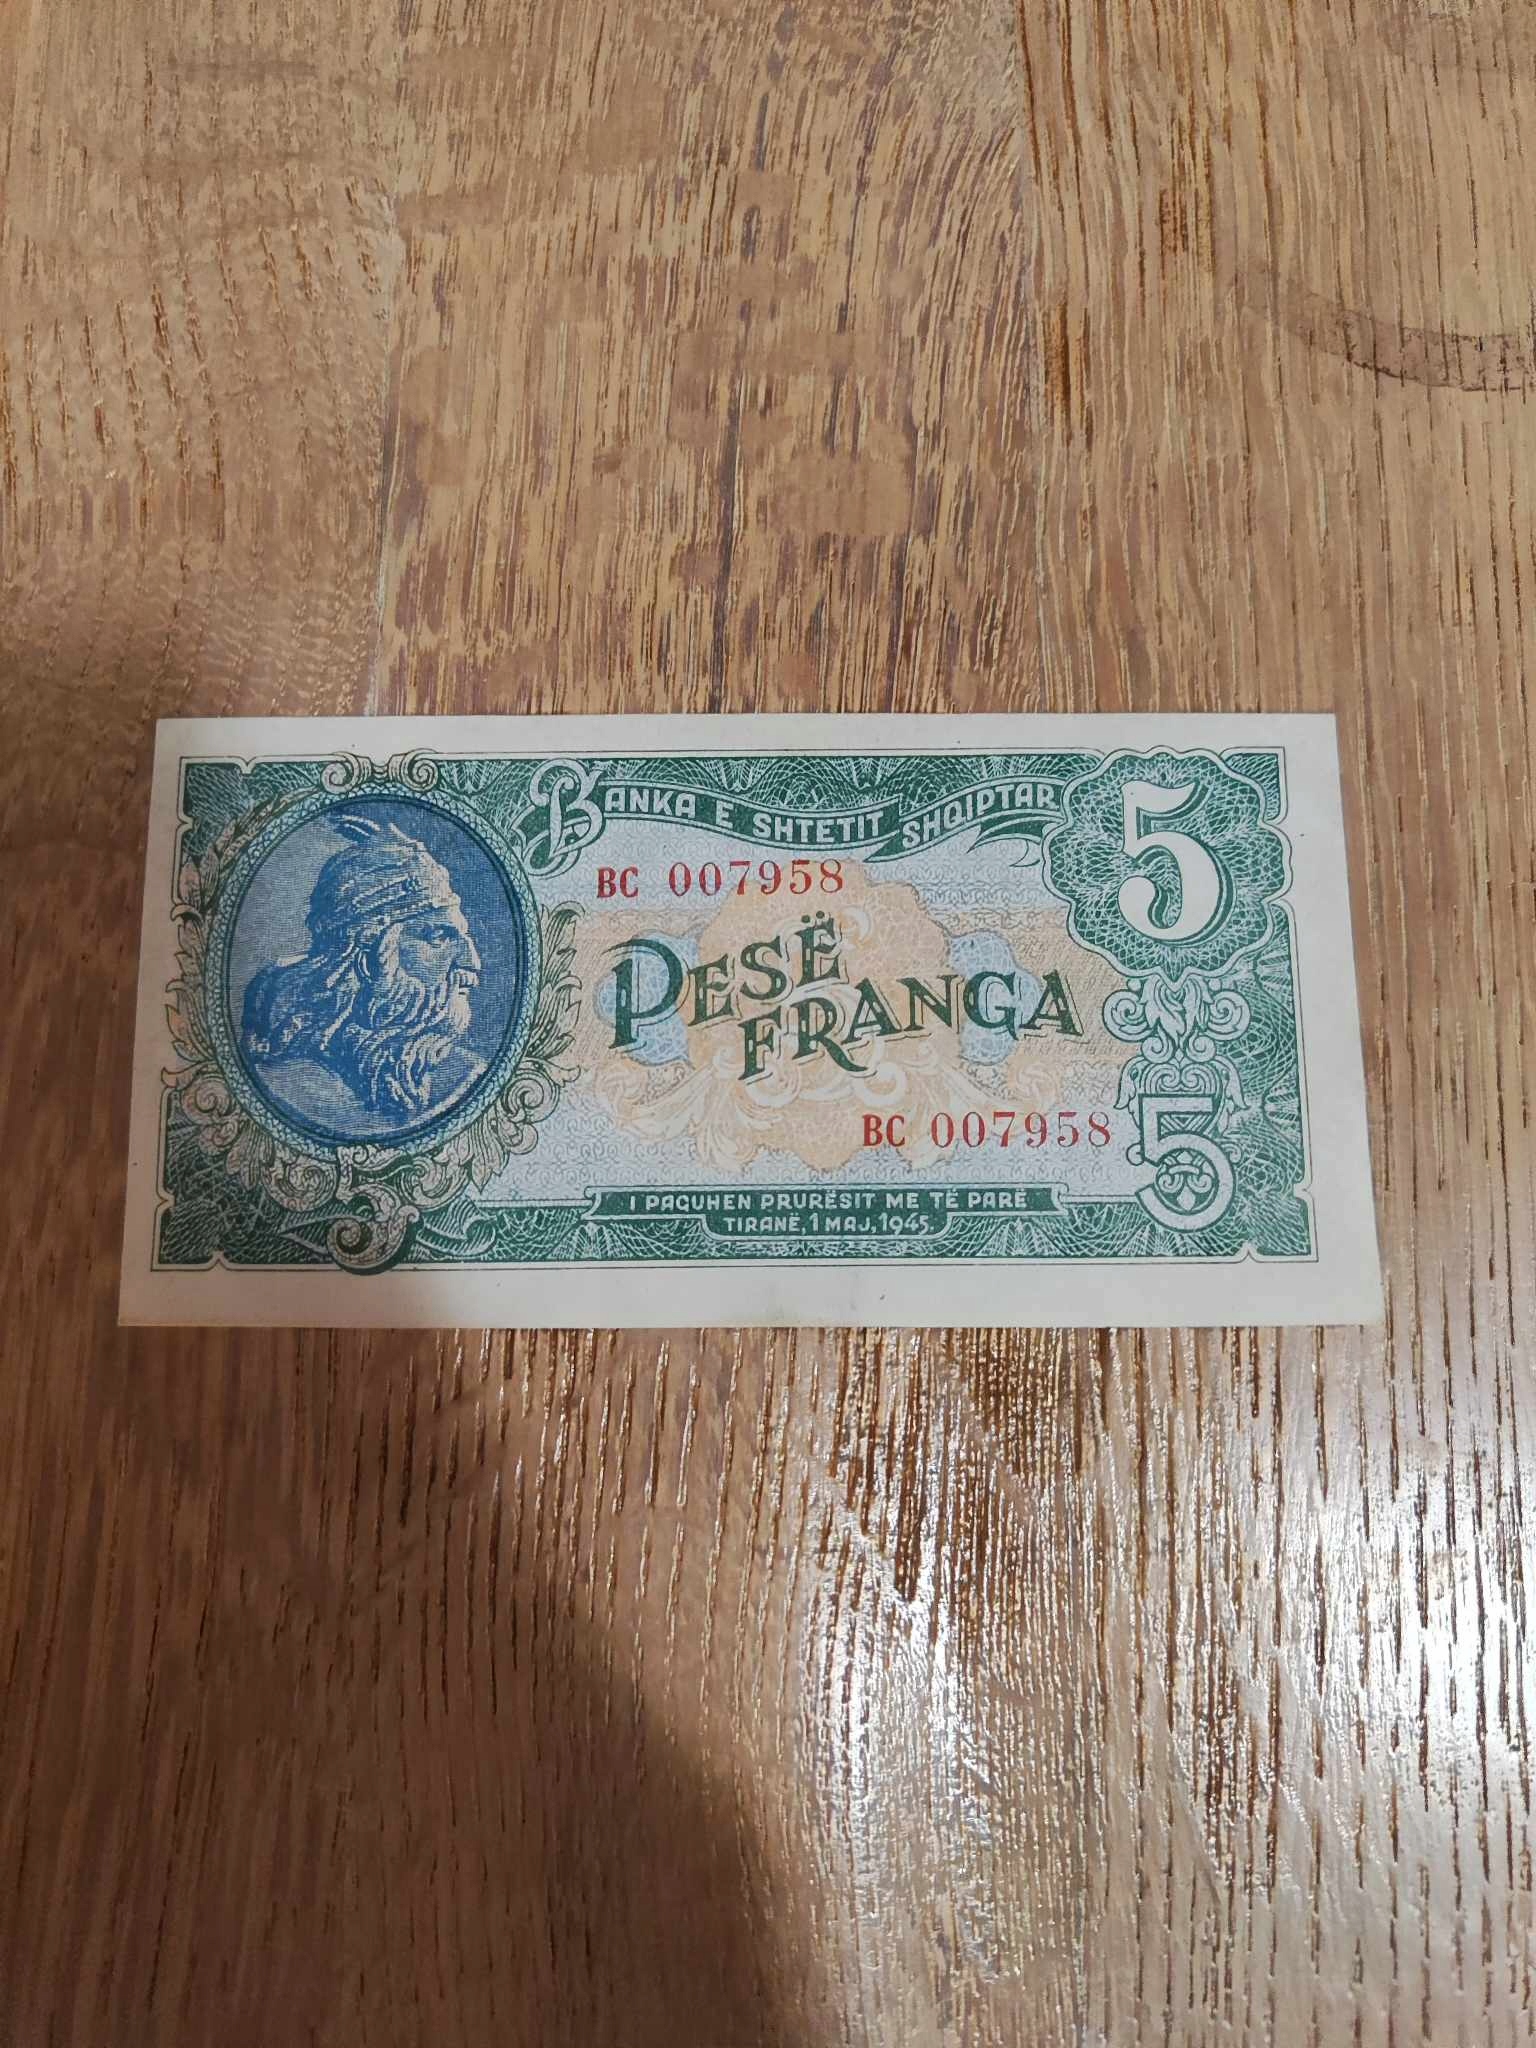 BANKA E SHTETIT SHQIPTAR
5
BC 007958
PESË
FRANGA
BC 007958
5
I PAGUHEN PRURËSIT ME TË PARË
TIRANË, 1 MAJ, 1945.